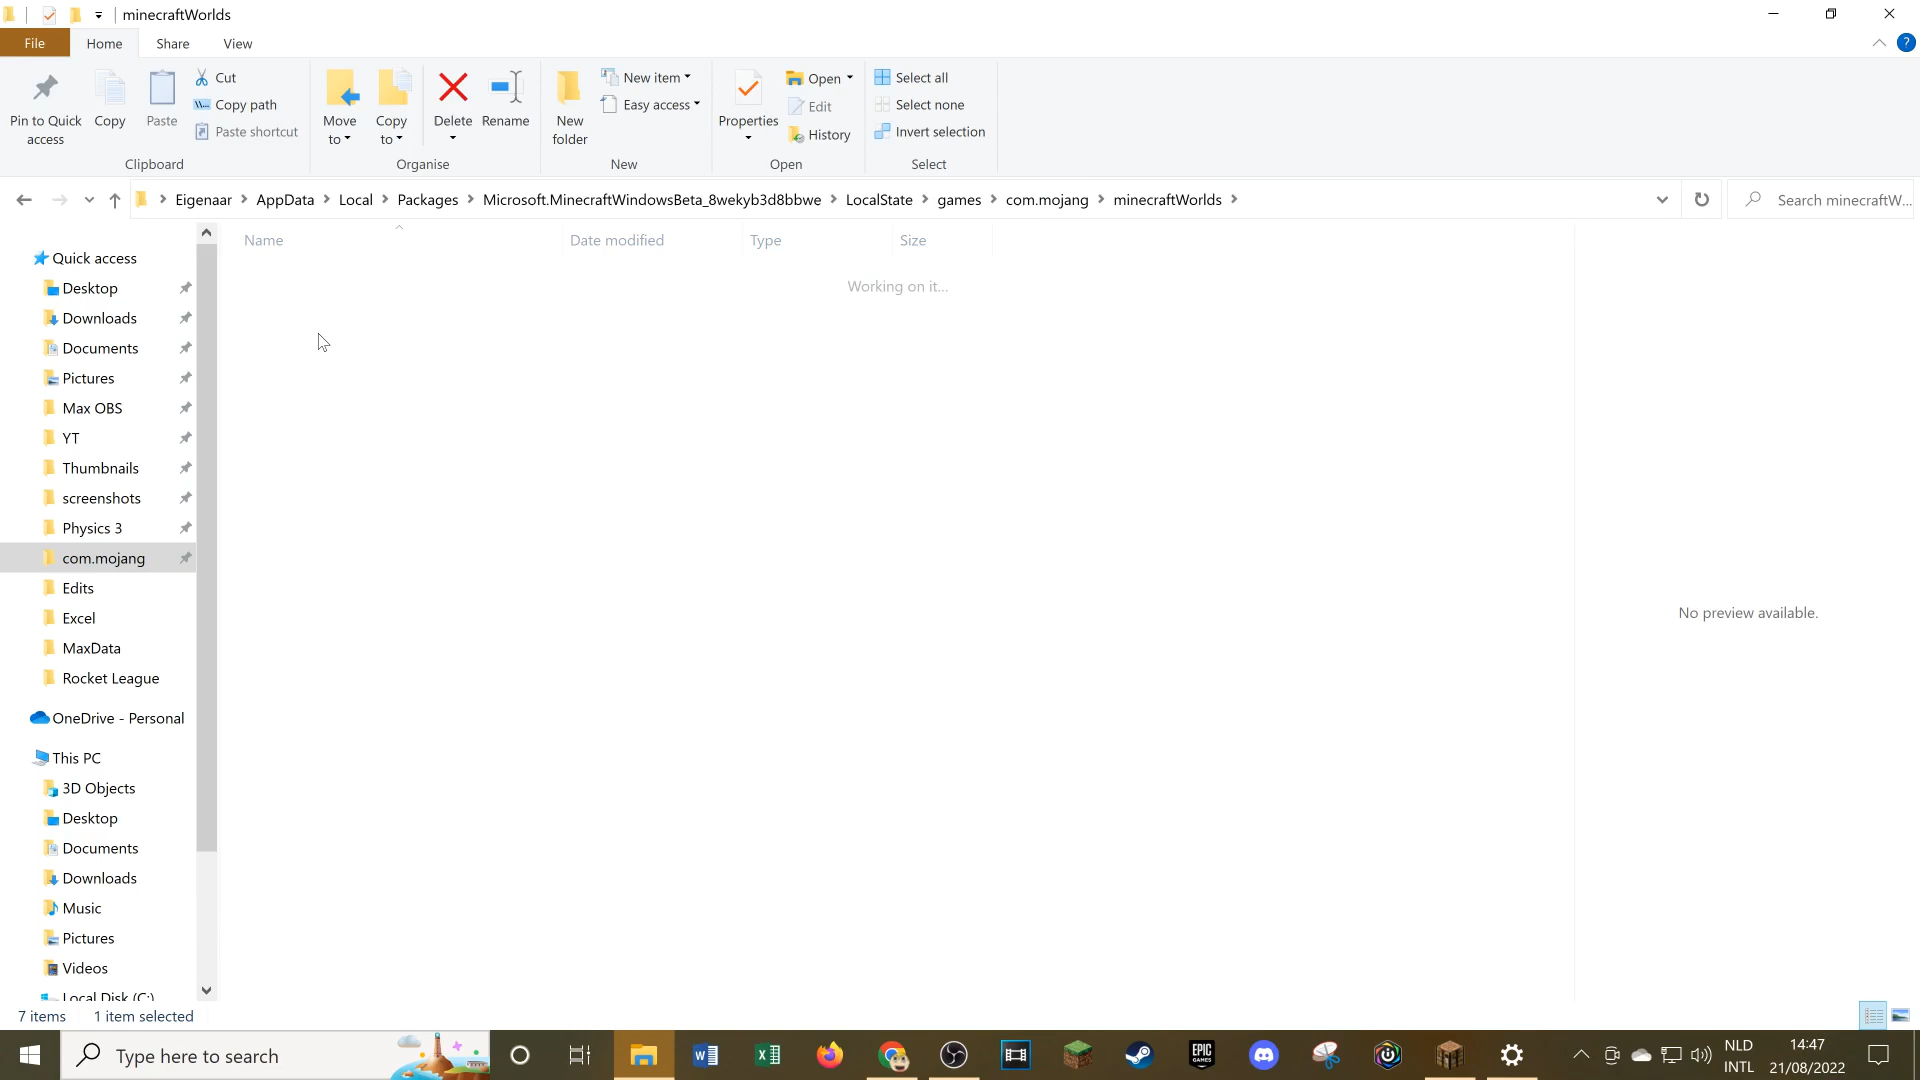 minecraftWorlds
File
Home
Share
View
Pin to Quick
access
Copy
Paste
Cut
Copy path
Paste shortcut
Clipboard
Move
to
Copy
to
Delete
Rename
Organise
New
folder
New item
Easy access
New
Properties
Open
Edit
History
Open
Select all
Select none
Invert selection
Select
Eigenaar
AppData
Local
Packages
Microsoft.MinecraftWindowsBeta_8wekyb3d8bbwe
LocalState
games
com.mojang
minecraftWorlds
Search minecraftW...
Name
Date modified
Type
Size
Working on it...
No preview available.
Quick access
Desktop
Downloads
Documents
Pictures
Max OBS
YT
Thumbnails
screenshots
Physics 3
com.mojang
Edits
Excel
MaxData
Rocket League
OneDrive - Personal
This PC
3D Objects
Desktop
Documents
Downloads
Music
Pictures
Videos
Local Disk (C:)
7 items
1 item selected
Type here to search
EPIC
GAMES
NLD
INTL
14:47
21/08/2022